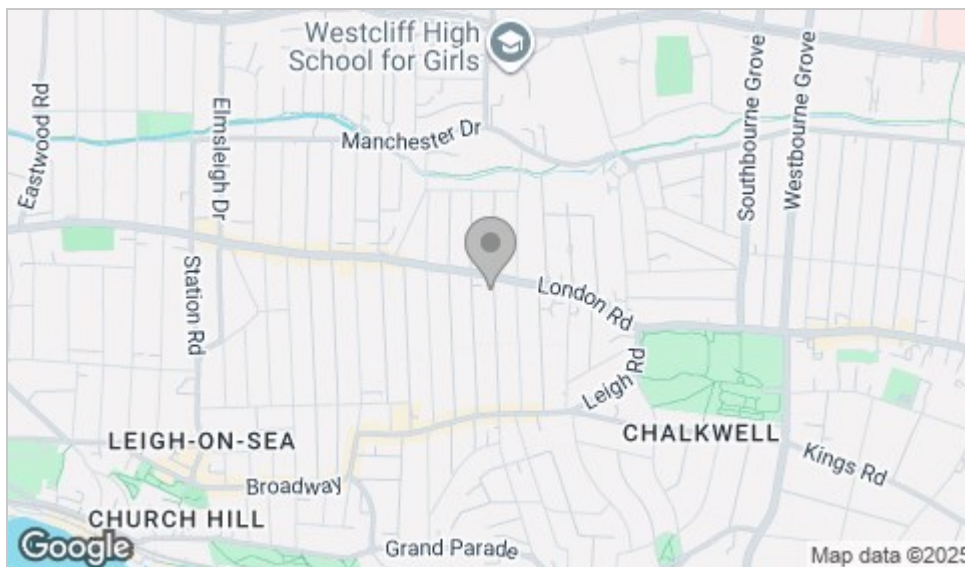 Westcliff High
School for Girls
Eastwood Rd
Elmsleigh Dr
Manchester Dr
Southbourne Grove
Westbourne Grove
Station Rd
London Rd
Leigh Rd
LEIGH-ON-SEA
CHALKWELL
Kings Rd
Broadway
CHURCH HILL
Grand Parade
Google
Map data ©2025